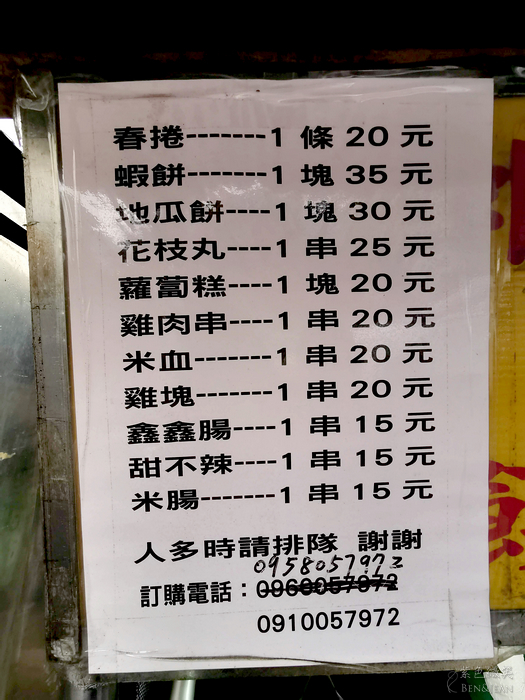 春捲-------1 條 20 元
蝦餅-------1 塊 35 元
地瓜餅----1 塊 30 元
花枝丸----1 串 25 元
蘿蔔糕----1 塊 20 元
雞肉串----1 串 20 元
米血-------1 串 20 元
雞塊-------1 串 20 元
鑫鑫腸----1 串 15 元
甜不辣----1 串 15 元
米腸-------1 串 15 元
人多時請排隊 謝謝
0958057972
訂購電話：0960057972
0910057972